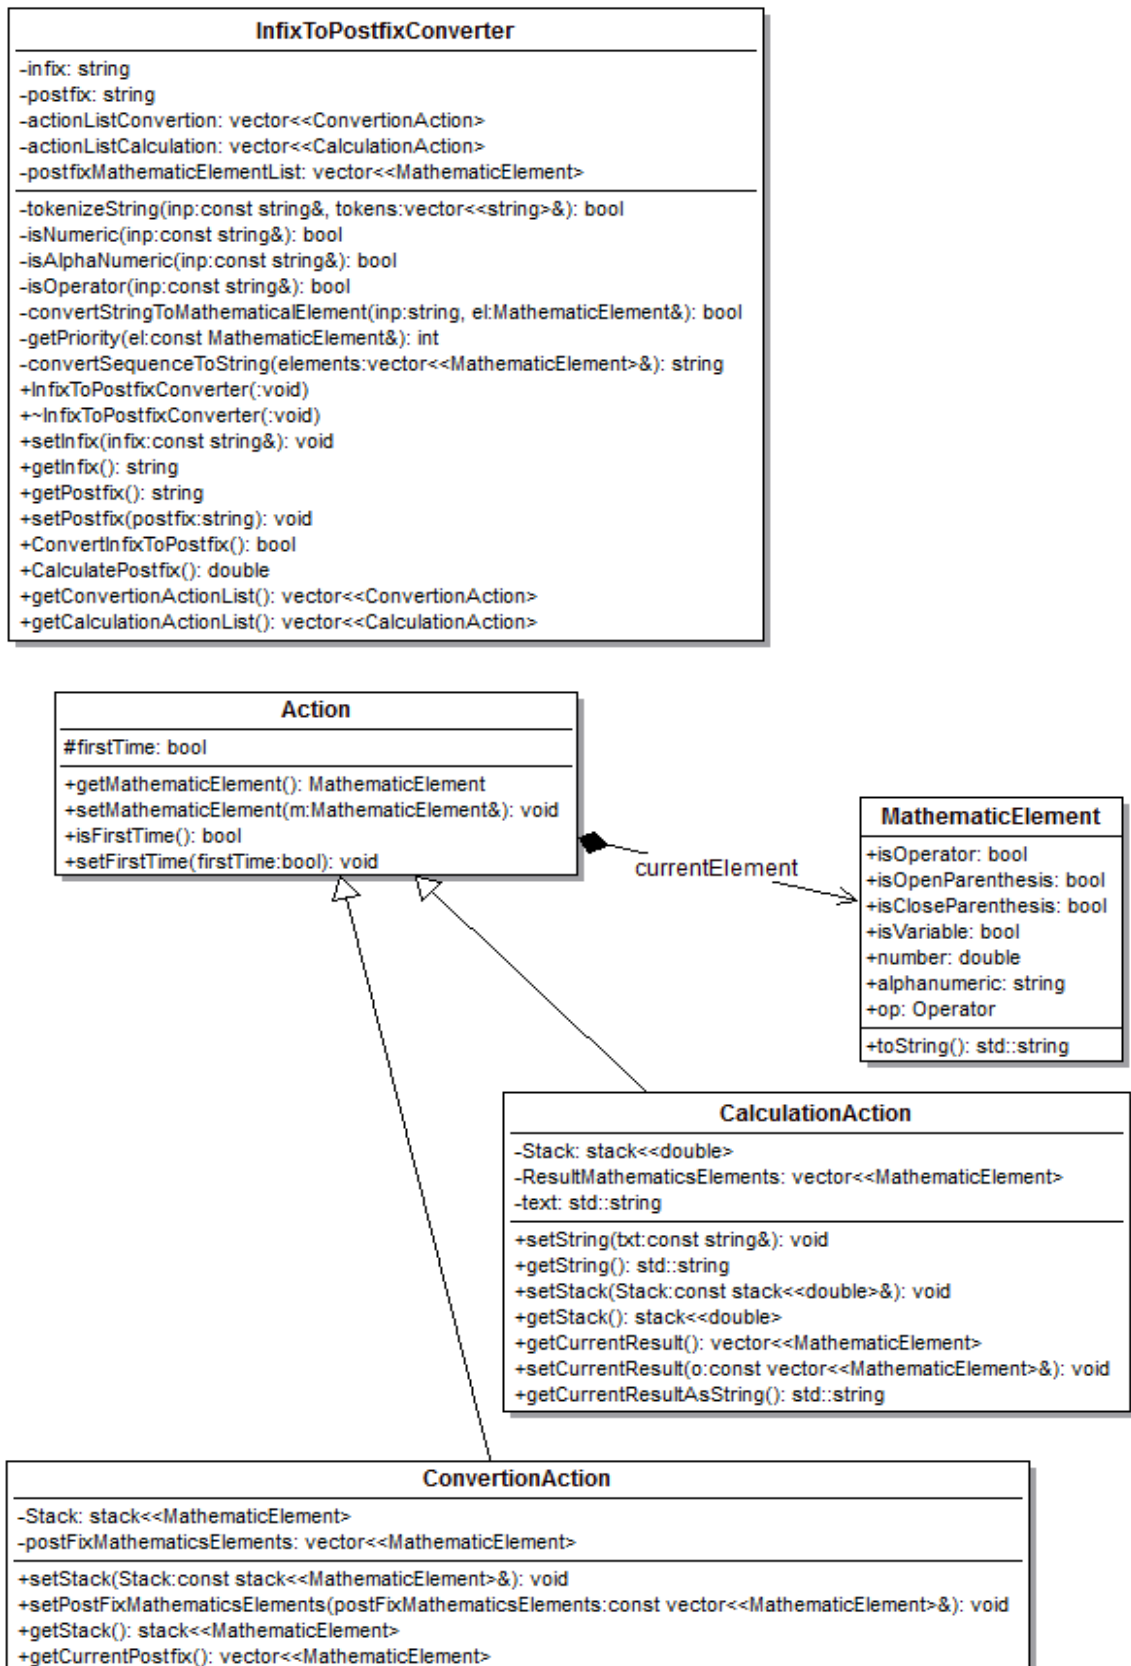 InfixToPostfixConverter
-infix: string
-postfix: string
-actionListConvertion: vector<<ConvertionAction>
-actionListCalculation: vector<<CalculationAction>
-postfixMathematicElementList: vector<<MathematicElement>
-tokenizeString(inp:const string&, tokens:vector<<string>&): bool
-isNumeric(inp:const string&): bool
-isAlphaNumeric(inp:const string&): bool
-isOperator(inp:const string&): bool
-convertStringToMathematicalElement(inp:string, el:MathematicElement&): bool
-getPriority(el:const MathematicElement&): int
-convertSequenceToString(elements:vector<<MathematicElement>&): string
+InfixToPostfixConverter(:void)
+~InfixToPostfixConverter(:void)
+setInfix(infix:const string&): void
+getInfix(): string
+getPostfix(): string
+setPostfix(postfix:string): void
+ConvertInfixToPostfix(): bool
+CalculatePostfix(): double
+getConvertionActionList(): vector<<ConvertionAction>
+getCalculationActionList(): vector<<CalculationAction>
Action
#firstTime: bool
+getMathematicElement(): MathematicElement
+setMathematicElement(m:MathematicElement&): void
+isFirstTime(): bool
+setFirstTime(firstTime:bool): void
currentElement
MathematicElement
+isOperator: bool
+isOpenParenthesis: bool
+isCloseParenthesis: bool
+isVariable: bool
+number: double
+alphanumeric: string
+op: Operator
+toString(): std::string
CalculationAction
-Stack: stack<<double>
-ResultMathematicsElements: vector<<MathematicElement>
-text: std::string
+setString(txt:const string&): void
+getString(): std::string
+setStack(Stack:const stack<<double>&): void
+getStack(): stack<<double>
+getCurrentResult(): vector<<MathematicElement>
+setCurrentResult(o:const vector<<MathematicElement>&): void
+getCurrentResultAsString(): std::string
ConvertionAction
-Stack: stack<<MathematicElement>
-postFixMathematicsElements: vector<<MathematicElement>
+setStack(Stack:const stack<<MathematicElement>&): void
+setPostFixMathematicsElements(postFixMathematicsElements:const vector<<MathematicElement>&): void
+getStack(): stack<<MathematicElement>
+getCurrentPostfix(): vector<<MathematicElement>